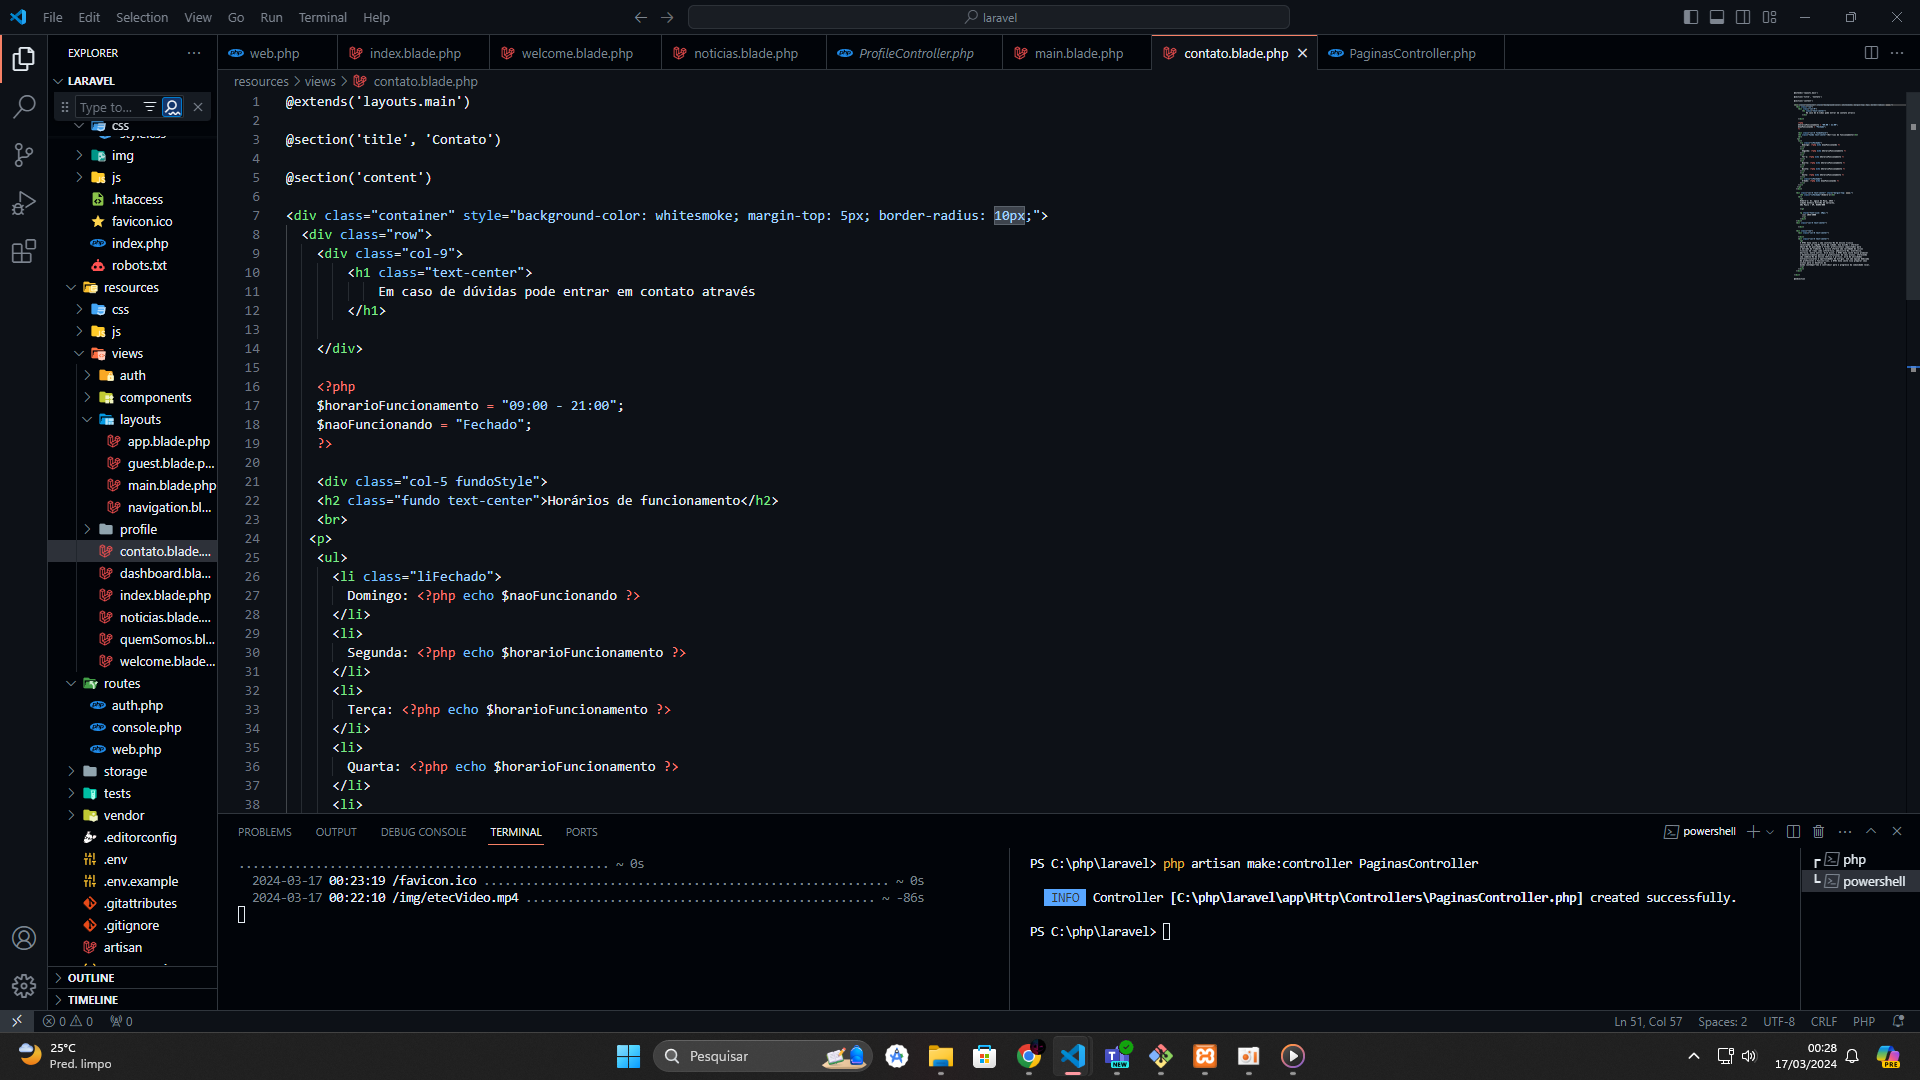 File Edit Selection View Go Run Terminal Help
laravel
EXPLORER
web.php
index.blade.php
welcome.blade.php
noticias.blade.php
ProfileController.php
main.blade.php
contato.blade.php
PaginasController.php
LARAVEL
Type to...
css
img
js
.htaccess
favicon.ico
index.php
robots.txt
resources
css
js
views
auth
components
layouts
app.blade.php
guest.blade.p...
main.blade.php
navigation.bl...
profile
contato.blade....
dashboard.bla...
index.blade.php
noticias.blade....
quemSomos.bl...
welcome.blade...
routes
auth.php
console.php
web.php
storage
tests
vendor
.editorconfig
.env
.env.example
.gitattributes
.gitignore
artisan
OUTLINE
TIMELINE
resources > views > contato.blade.php
1 @extends('layouts.main')
2
3 @section('title', 'Contato')
4
5 @section('content')
6
7 <div class="container" style="background-color: whitesmoke; margin-top: 5px; border-radius: 10px;">
8 <div class="row">
9 <div class="col-9">
10 <h1 class="text-center">
11 Em caso de dúvidas pode entrar em contato através
12 </h1>
13
14 </div>
15
16 <?php
17 $horarioFuncionamento = "09:00 - 21:00";
18 $naoFuncionando = "Fechado";
19 ?>
20
21 <div class="col-5 fundoStyle">
22 <h2 class="fundo text-center">Horários de funcionamento</h2>
23 <br>
24 <p>
25 <ul>
26 <li class="liFechado">
27 Domingo: <?php echo $naoFuncionando ?>
28 </li>
29 <li>
30 Segunda: <?php echo $horarioFuncionamento ?>
31 </li>
32 <li>
33 Terça: <?php echo $horarioFuncionamento ?>
34 </li>
35 <li>
36 Quarta: <?php echo $horarioFuncionamento ?>
37 </li>
38 <li>
PROBLEMS OUTPUT DEBUG CONSOLE TERMINAL PORTS
powershell
.................................................... ~ 0s
2024-03-17 00:23:19 /favicon.ico ......................................................... ~ 0s
2024-03-17 00:22:10 /img/etecVideo.mp4 ................................................. ~ -86s
PS C:\php\laravel> php artisan make:controller PaginasController
INFO Controller [C:\php\laravel\app\Http\Controllers\PaginasController.php] created successfully.
PS C:\php\laravel>
php
powershell
0 0 0
Ln 51, Col 57 Spaces: 2 UTF-8 CRLF PHP
25°C
Pred. limpo
Pesquisar
NEW
00:28
17/03/2024
PRE